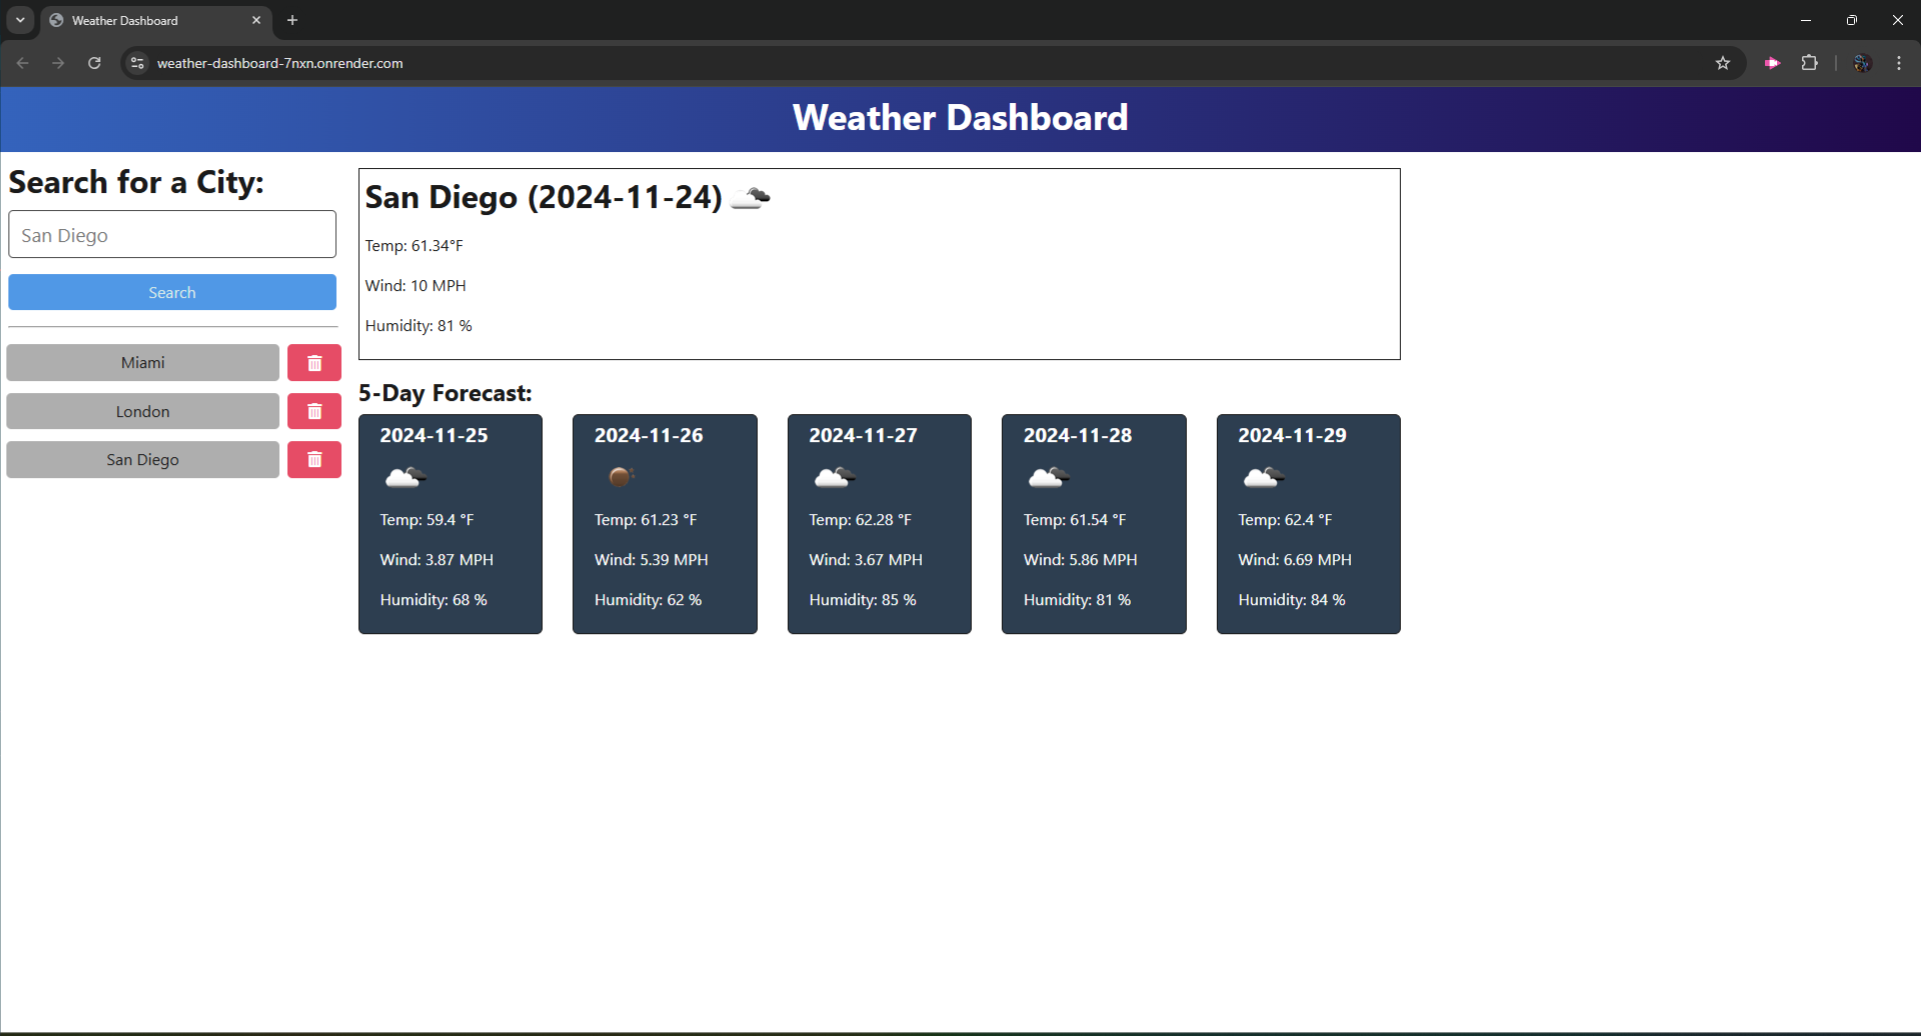 Weather Dashboard
weather-dashboard-7nxn.onrender.com
Weather Dashboard
Search for a City:
San Diego
Search
Miami
London
San Diego
San Diego (2024-11-24)
Temp: 61.34°F
Wind: 10 MPH
Humidity: 81 %
5-Day Forecast:
2024-11-25
Temp: 59.4 °F
Wind: 3.87 MPH
Humidity: 68 %
2024-11-26
Temp: 61.23 °F
Wind: 5.39 MPH
Humidity: 62 %
2024-11-27
Temp: 62.28 °F
Wind: 3.67 MPH
Humidity: 85 %
2024-11-28
Temp: 61.54 °F
Wind: 5.86 MPH
Humidity: 81 %
2024-11-29
Temp: 62.4 °F
Wind: 6.69 MPH
Humidity: 84 %